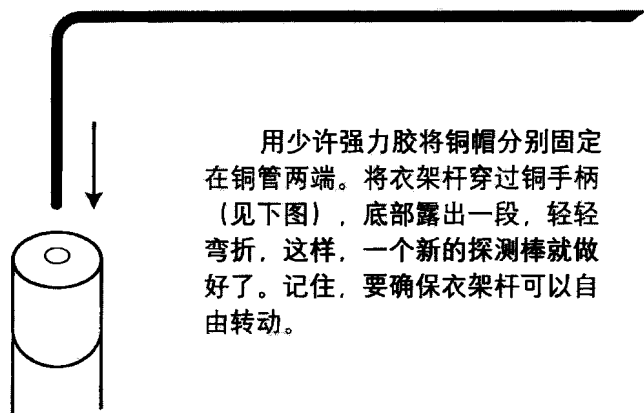 用少许强力胶将铜帽分别固定
在铜管两端。将衣架杆穿过铜手柄
（见下图），底部露出一段，轻轻
弯折，这样，一个新的探测棒就做
好了。记住，要确保衣架杆可以自
由转动。